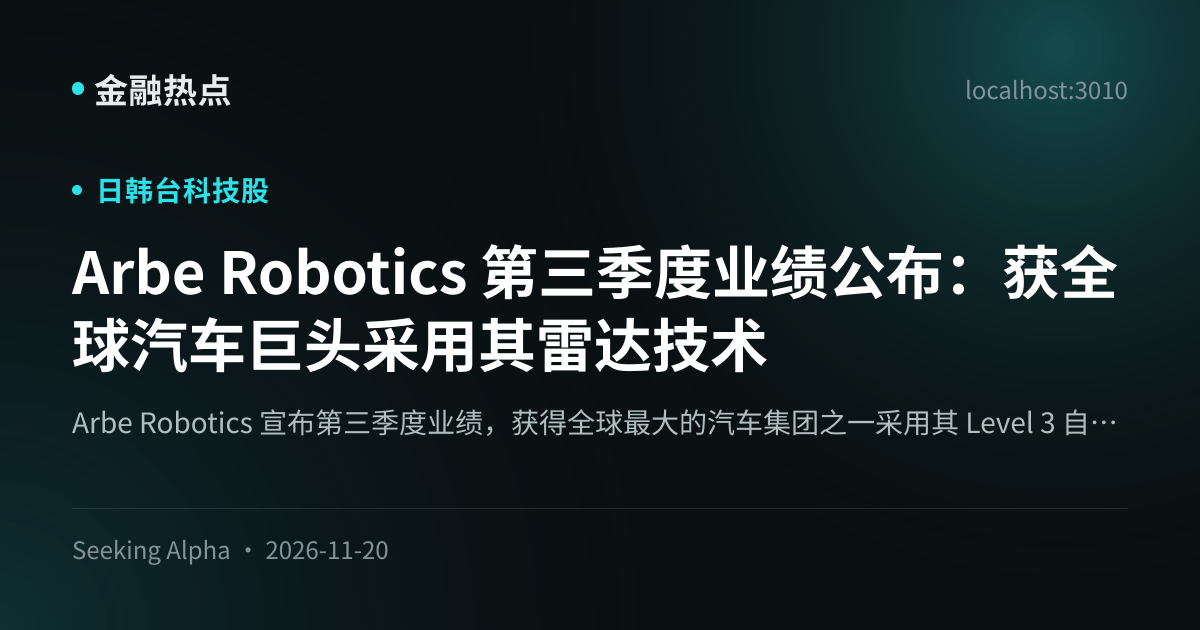 金融热点
localhost:3010
日韩台科技股
Arbe Robotics 第三季度业绩公布：获全
球汽车巨头采用其雷达技术
Arbe Robotics 宣布第三季度业绩，获得全球最大的汽车集团之一采用其 Level 3 自…
Seeking Alpha • 2026-11-20